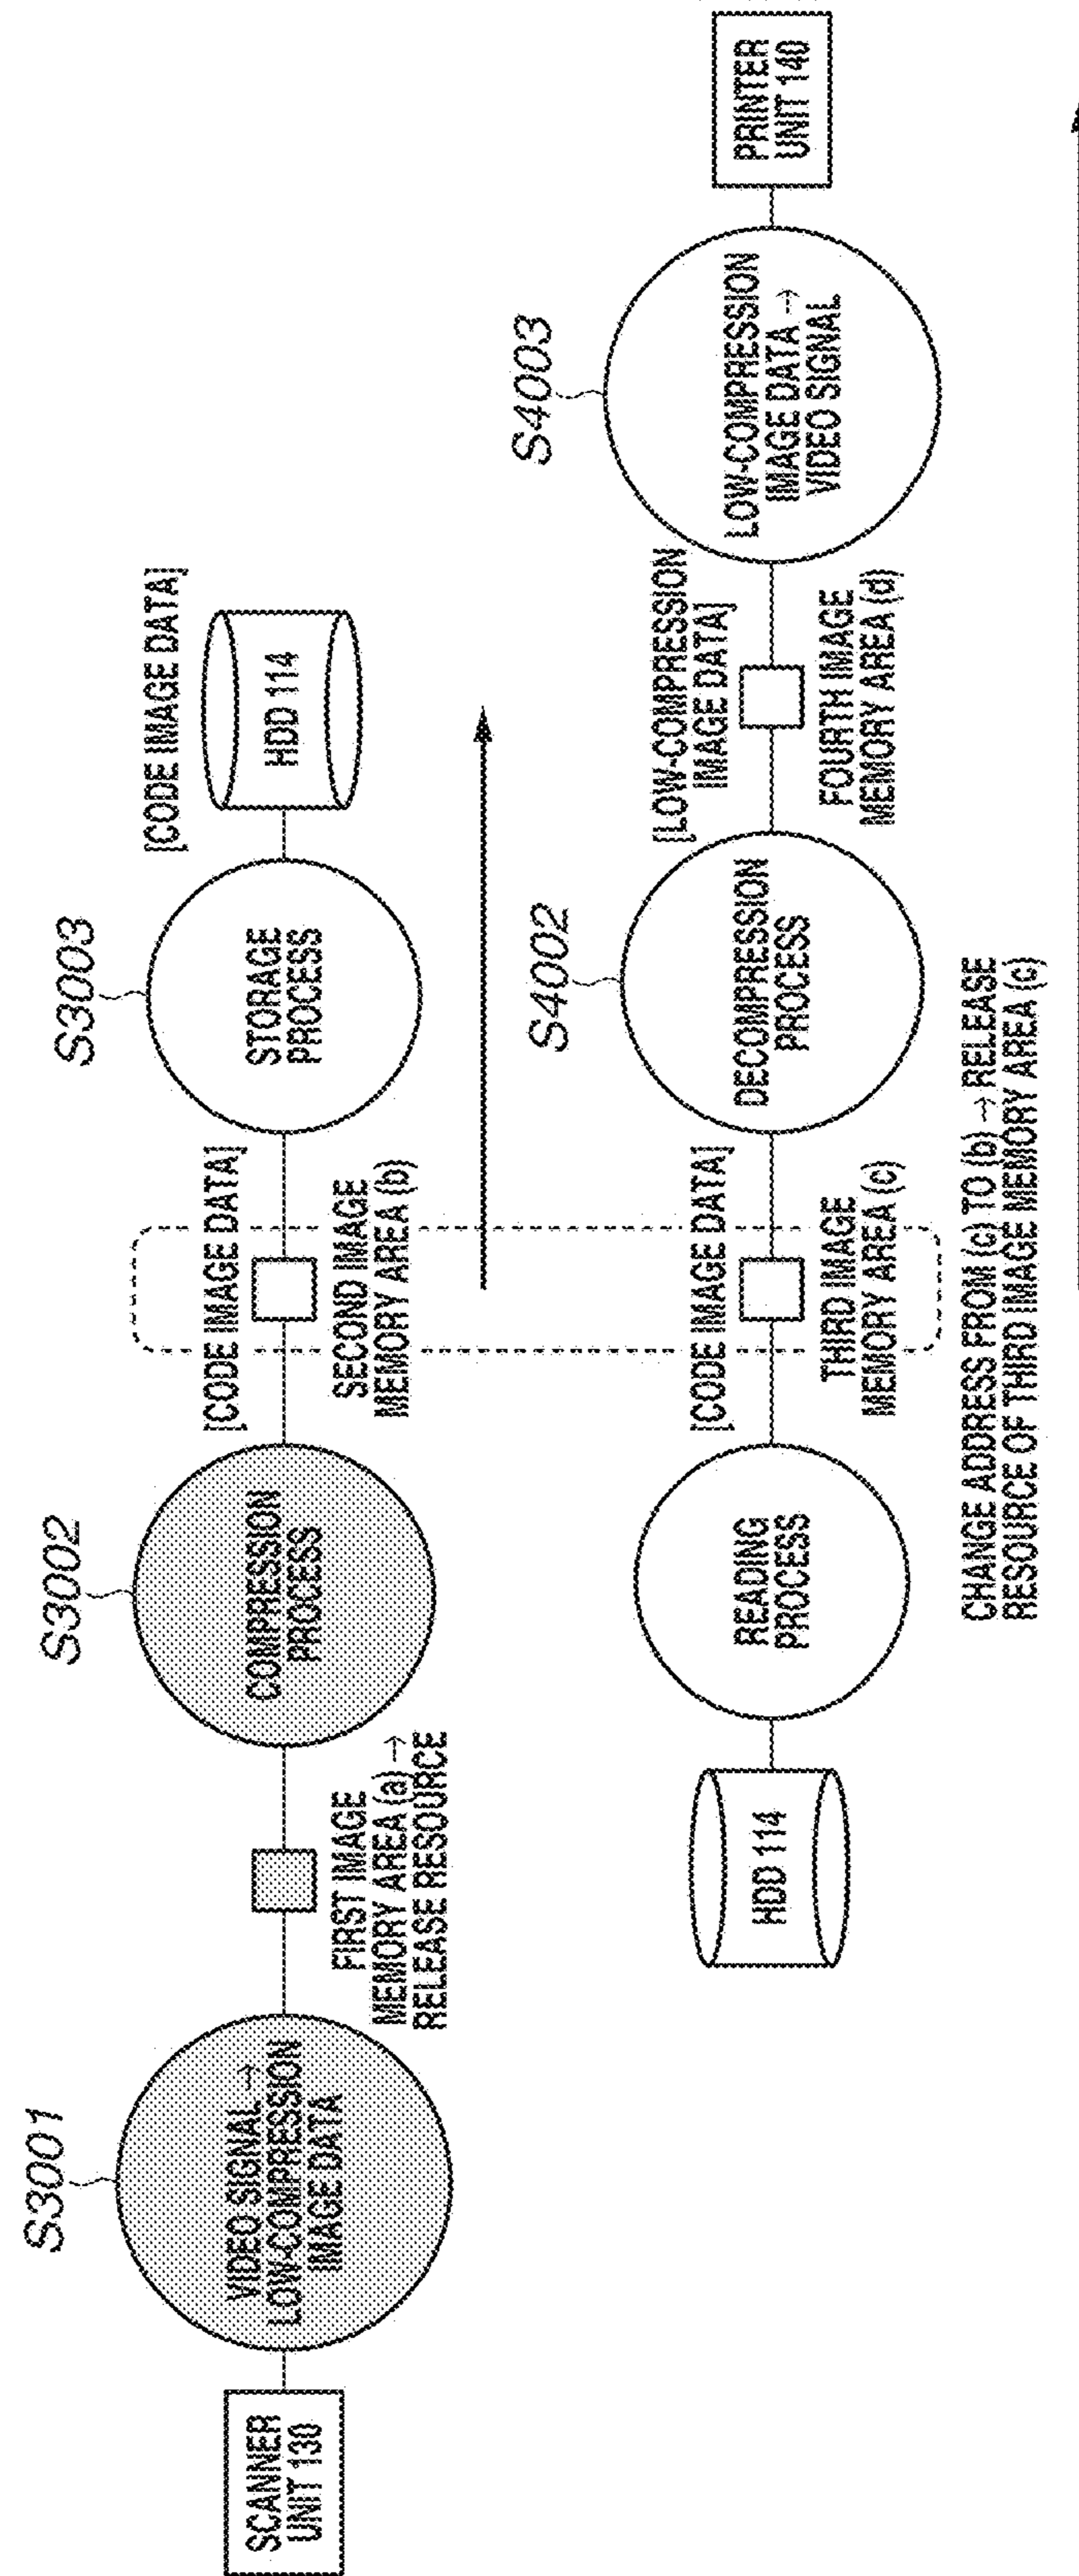 S3001
S3002
S3003
[CODE IMAGE DATA]
SCANNER
UNIT 130
VIDEO SIGNAL →
LOW-COMPRESSION
IMAGE DATA
FIRST IMAGE
MEMORY AREA (a) →
RELEASE RESOURCE
COMPRESSION
PROCESS
[CODE IMAGE DATA]
SECOND IMAGE
MEMORY AREA (b)
STORAGE
PROCESS
HDD 114
S4002
S4003
HDD 114
READING
PROCESS
[CODE IMAGE DATA]
THIRD IMAGE
MEMORY AREA (c)
DECOMPRESSION
PROCESS
[LOW-COMPRESSION
IMAGE DATA]
FOURTH IMAGE
MEMORY AREA (d)
LOW-COMPRESSION
IMAGE DATA →
VIDEO SIGNAL
PRINTER
UNIT 140
CHANGE ADDRESS FROM (c) TO (b) → RELEASE
RESOURCE OF THIRD IMAGE MEMORY AREA (c)